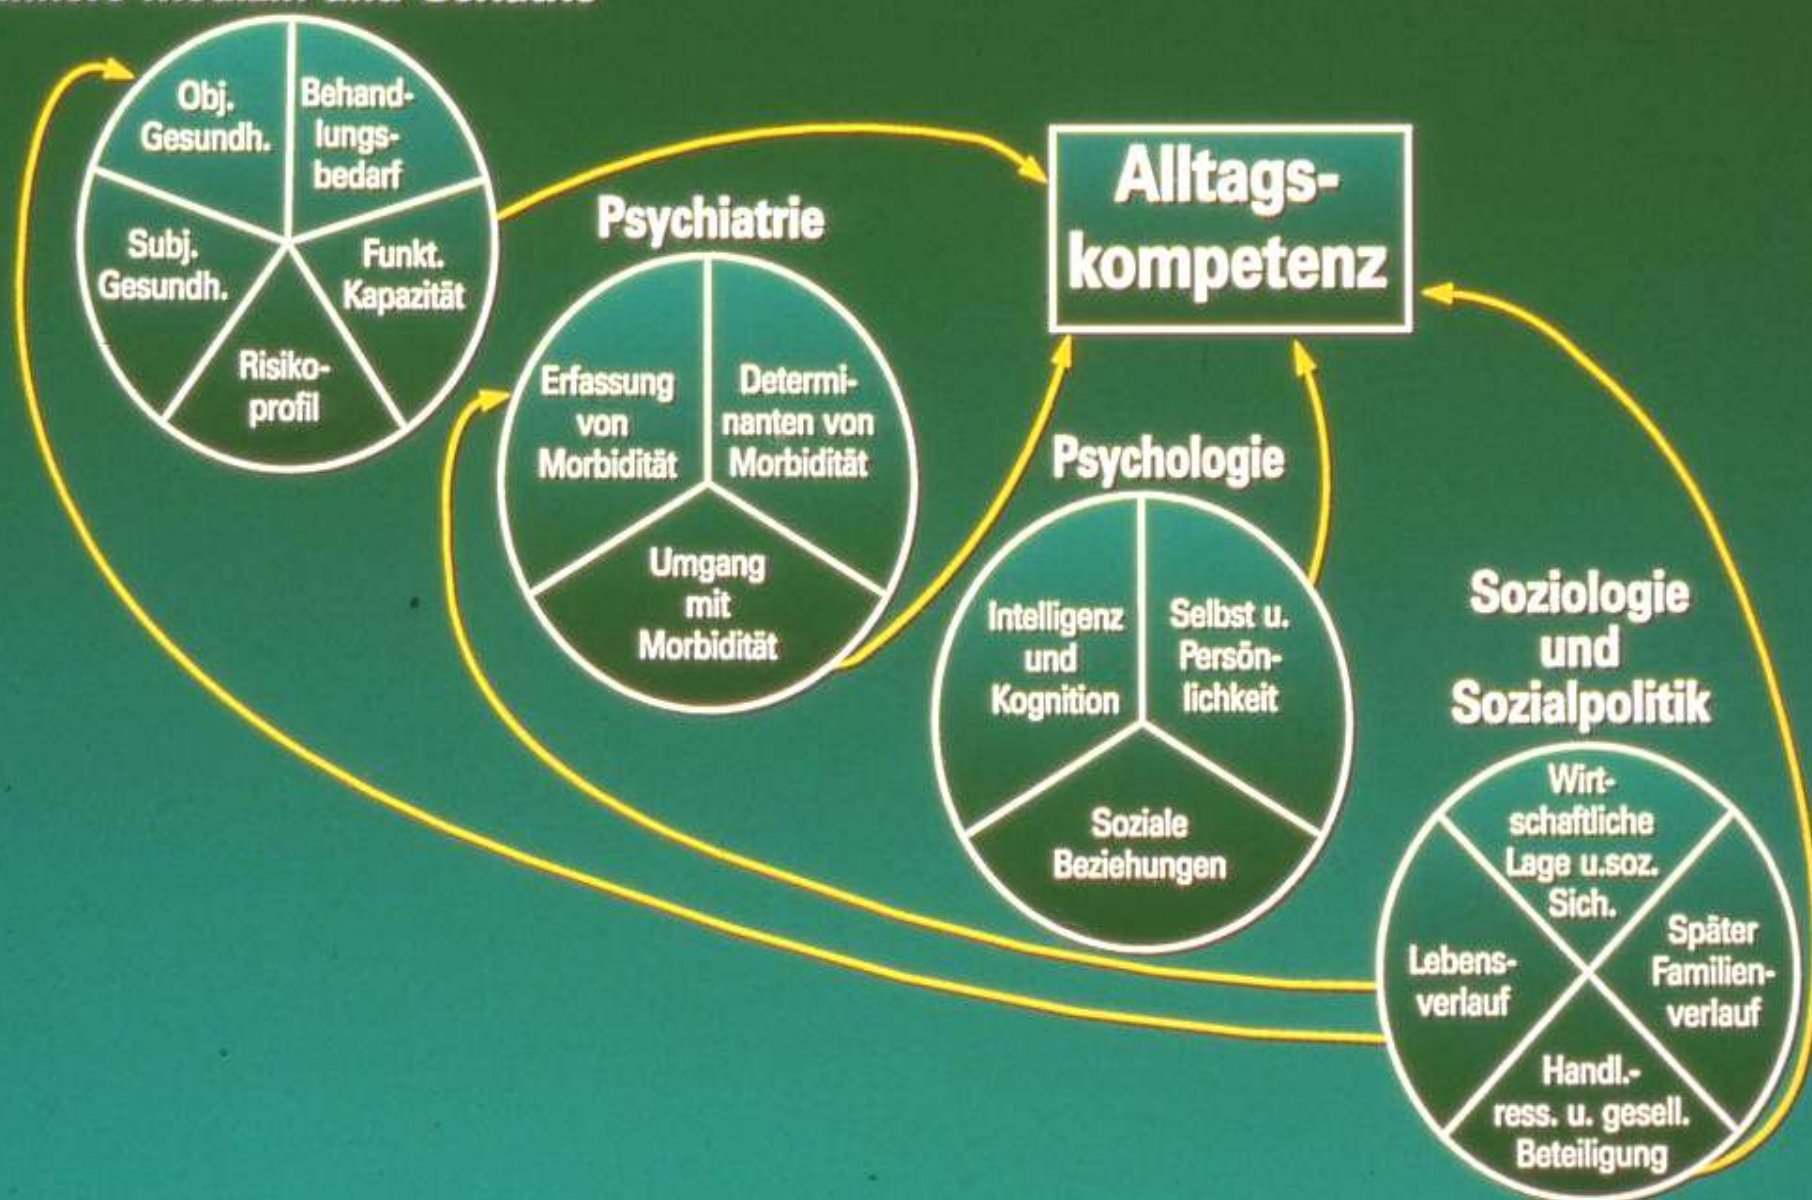 Obj.
Gesundh.
Behand-
lungs-
bedarf
Subj.
Gesundh.
Funkt.
Kapazität
Risiko-
profil
Alltags-
kompetenz
Psychiatrie
Erfassung
von
Morbidität
Determi-
nanten von
Morbidität
Umgang
mit
Morbidität
Psychologie
Intelligenz
und
Kognition
Selbst u.
Persön-
lichkeit
Soziale
Beziehungen
Soziologie
und
Sozialpolitik
Wirt-
schaftliche
Lage u.soz.
Sich.
Lebens-
verlauf
Später
Familien-
verlauf
Handl.-
ress. u. gesell.
Beteiligung